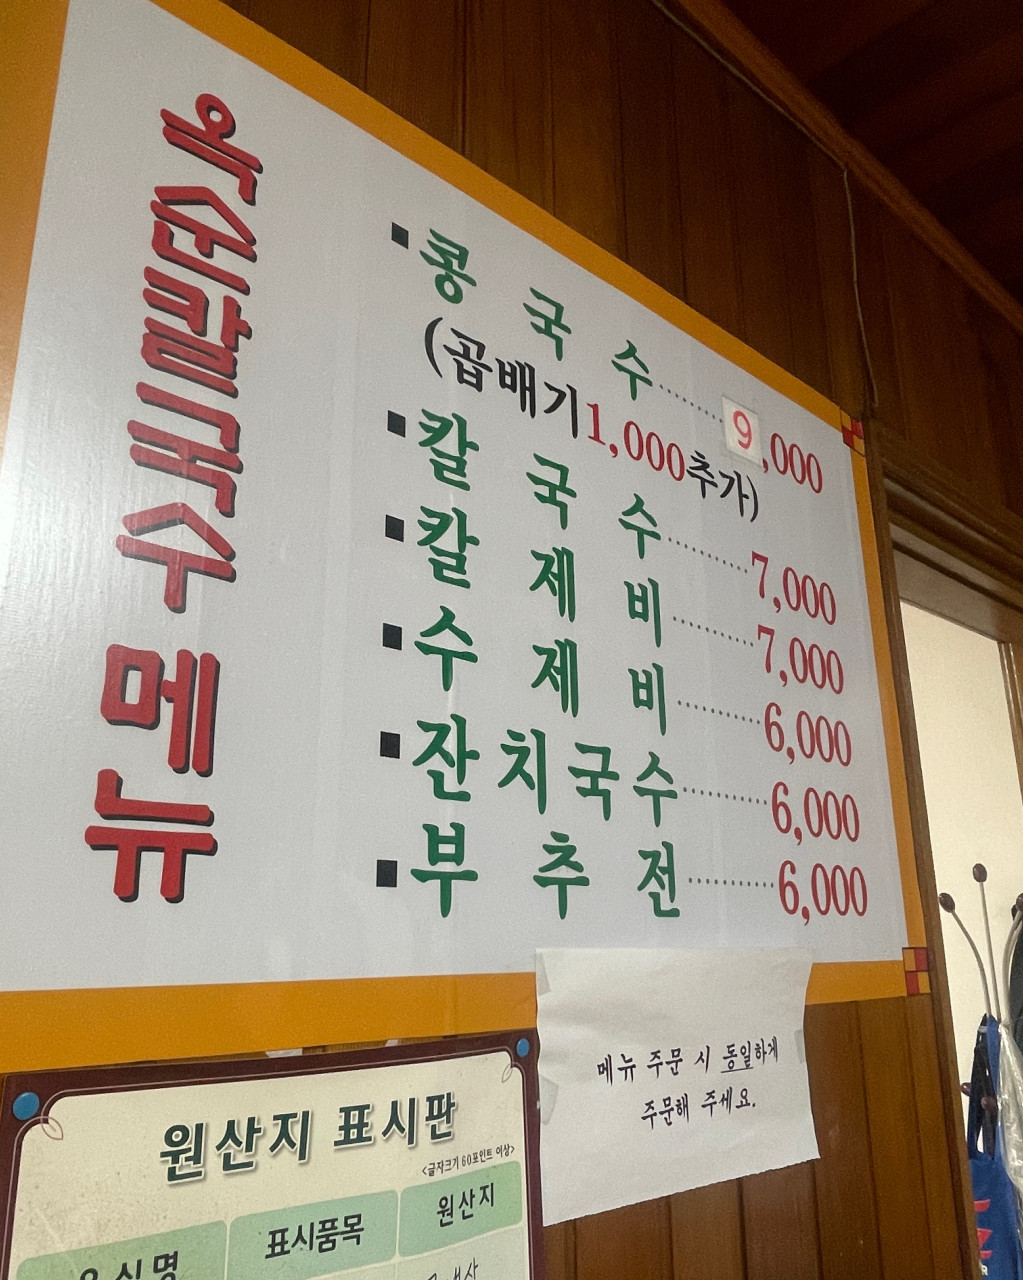 옥순칼국수 메뉴
▪콩국수·········9,000
(곱배기1,000추가)
▪칼국수·········7,000
▪칼제비·········7,000
▪수제비·········6,000
▪잔치국수·········6,000
▪부추전·········6,000
메뉴 주문 시 동일하게
주문해 주세요.
원산지 표시판
<글자크기 60포인트 이상>
음식명 표시품목 원산지